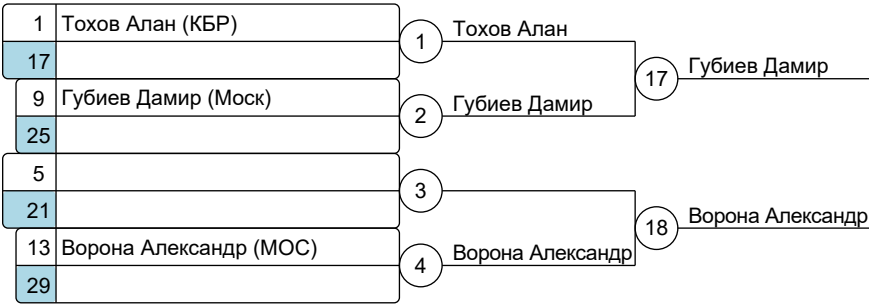 1 Тохов Алан (КБР)
17
1 Тохов Алан
9 Губиев Дамир (Моск)
25
2 Губиев Дамир
17 Губиев Дамир
5
21
3
13 Ворона Александр (МОС)
29
4 Ворона Александр
18 Ворона Александр